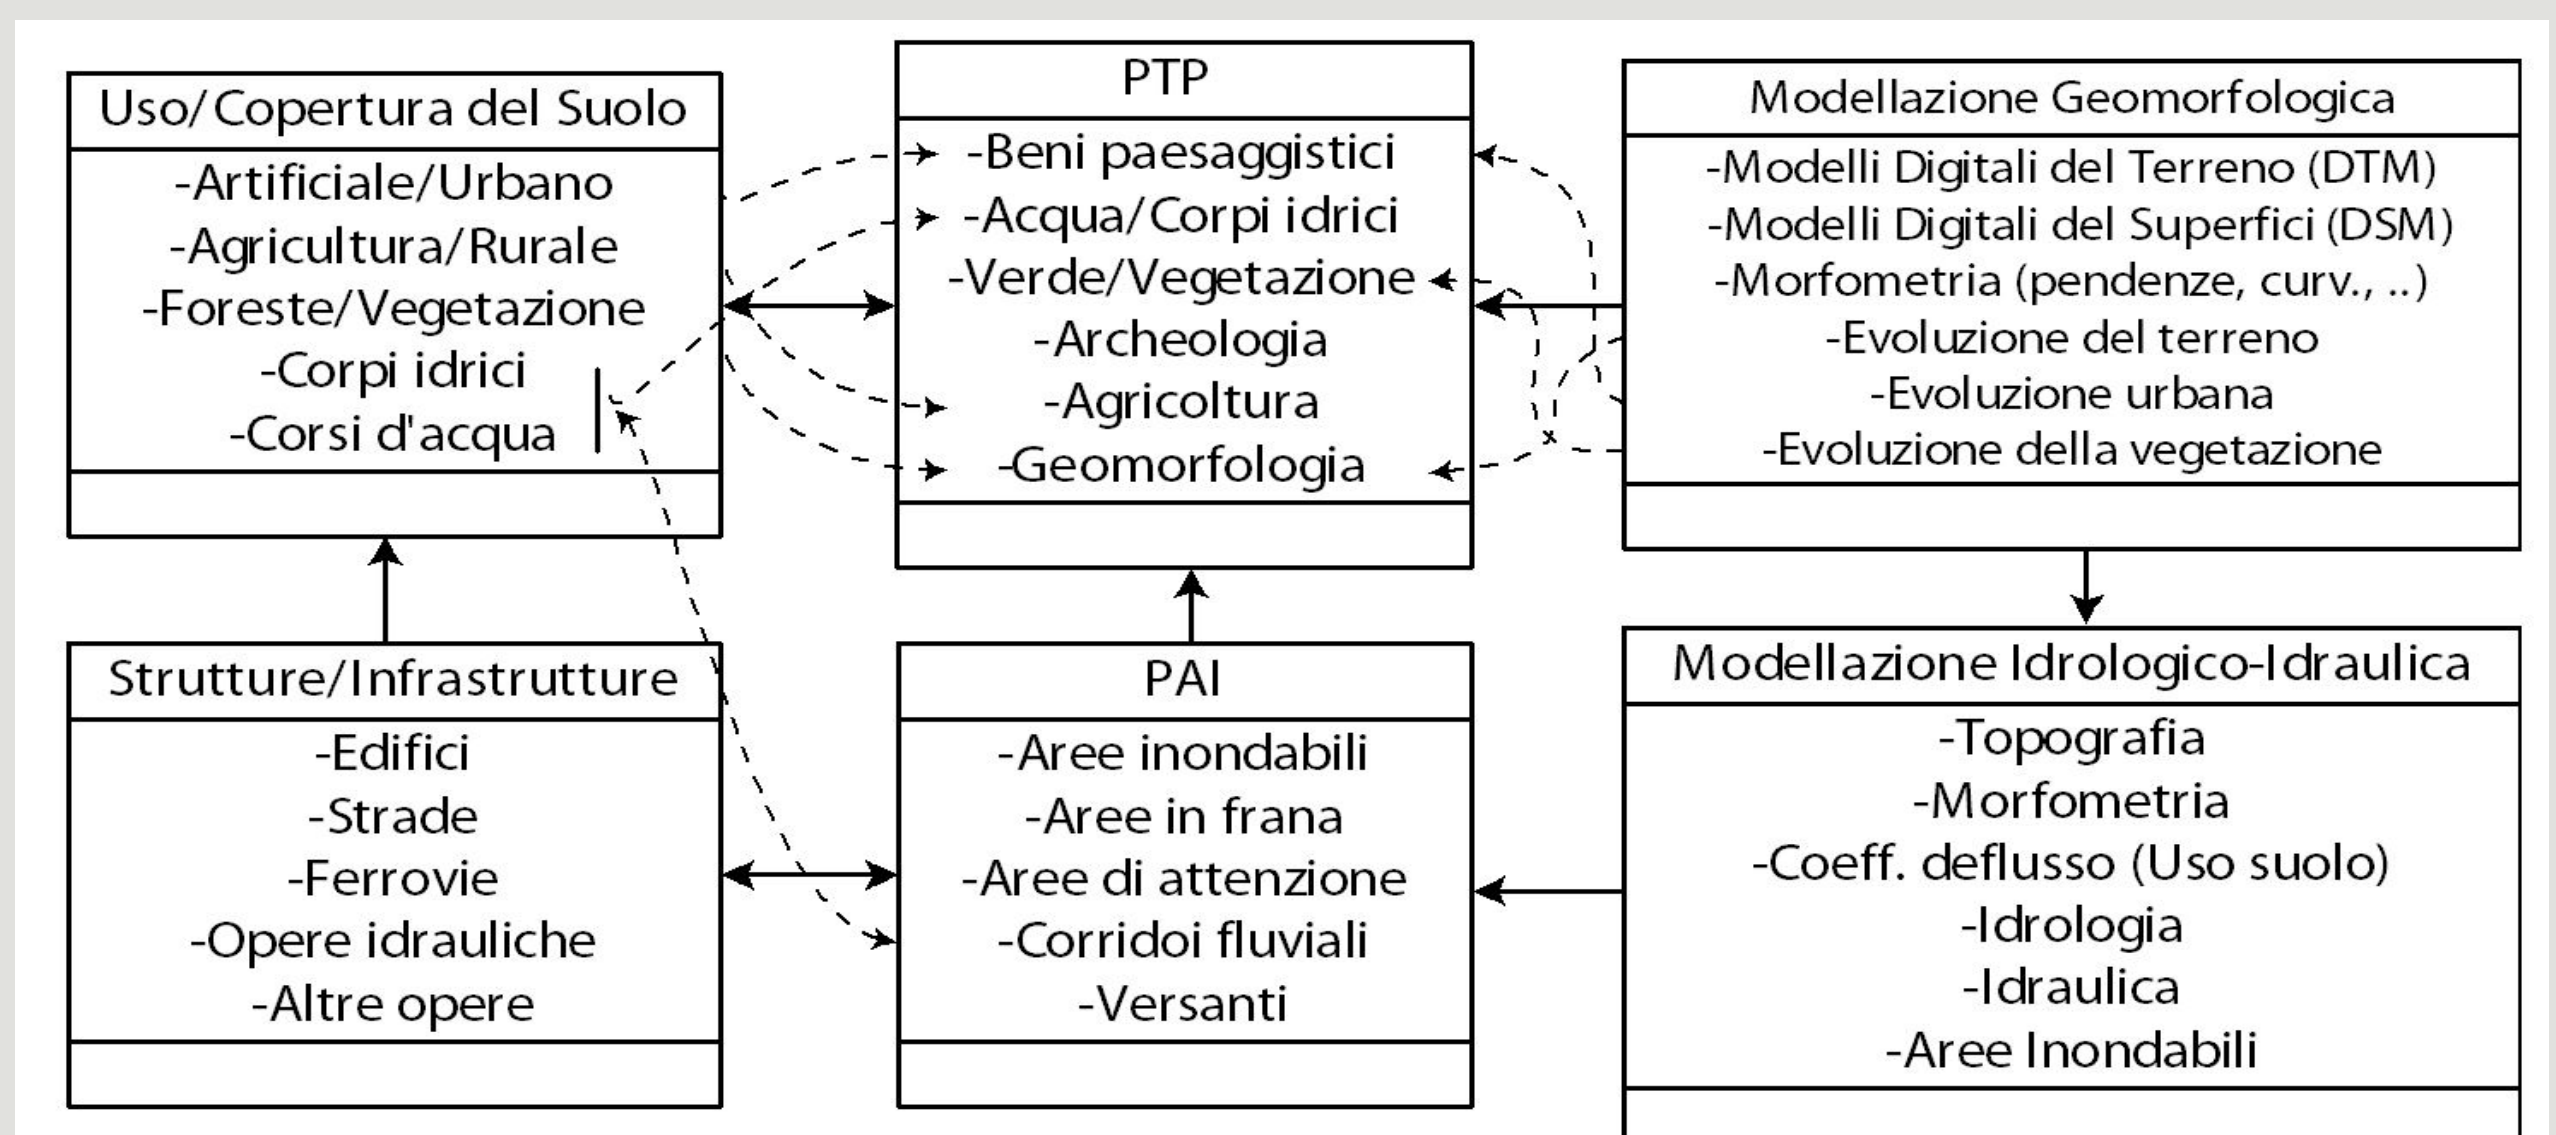 Uso/Copertura del Suolo
-Artificiale/Urbano
-Agricultura/Rurale
-Foreste/Vegetazione
-Corpi idrici
-Corsi d'acqua
PTP
-Beni paesaggistici
-Acqua/Corpi idrici
-Verde/Vegetazione
-Archeologia
-Agricoltura
-Geomorfologia
Modellazione Geomorfologica
-Modelli Digitali del Terreno (DTM)
-Modelli Digitali del Superfici (DSM)
-Morfometria (pendenze, curv., ..)
-Evoluzione del terreno
-Evoluzione urbana
-Evoluzione della vegetazione
Strutture/Infrastrutture
-Edifici
-Strade
-Ferrovie
-Opere idrauliche
-Altre opere
PAI
-Aree inondabili
-Aree in frana
-Aree di attenzione
-Corridoi fluviali
-Versanti
Modellazione Idrologico-Idraulica
-Topografia
-Morfometria
-Coeff. deflusso (Uso suolo)
-Idrologia
-Idraulica
-Aree Inondabili